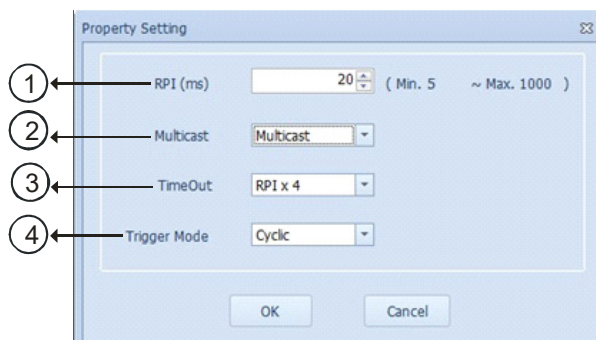 Property Setting
1 RPI (ms) 20 ( Min. 5 ~ Max. 1000 )
2 Multicast Multicast
3 TimeOut RPI x 4
4 Trigger Mode Cyclic
OK Cancel